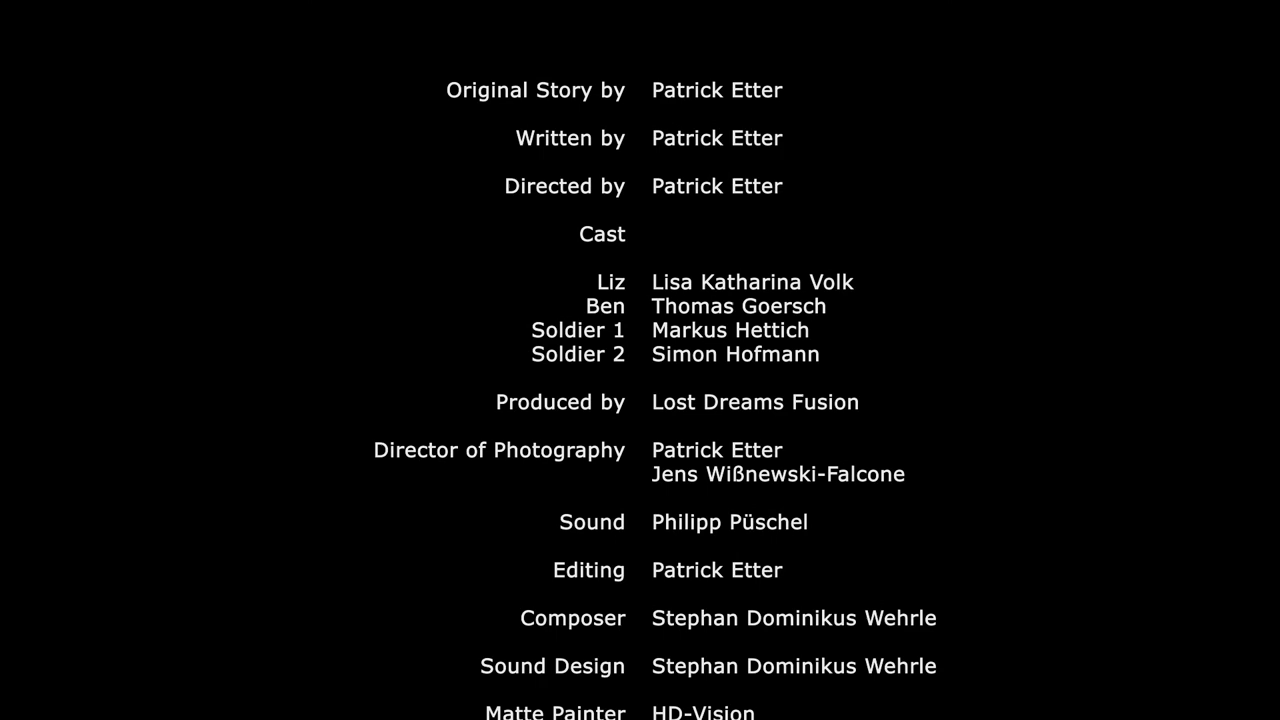 Original Story by Patrick Etter
Written by Patrick Etter
Directed by Patrick Etter
Cast
Liz Lisa Katharina Volk
Ben Thomas Goersch
Soldier 1 Markus Hettich
Soldier 2 Simon Hofmann
Produced by Lost Dreams Fusion
Director of Photography Patrick Etter
Jens Wißnewski-Falcone
Sound Philipp Püschel
Editing Patrick Etter
Composer Stephan Dominikus Wehrle
Sound Design Stephan Dominikus Wehrle
Matte Painter HD-Vision